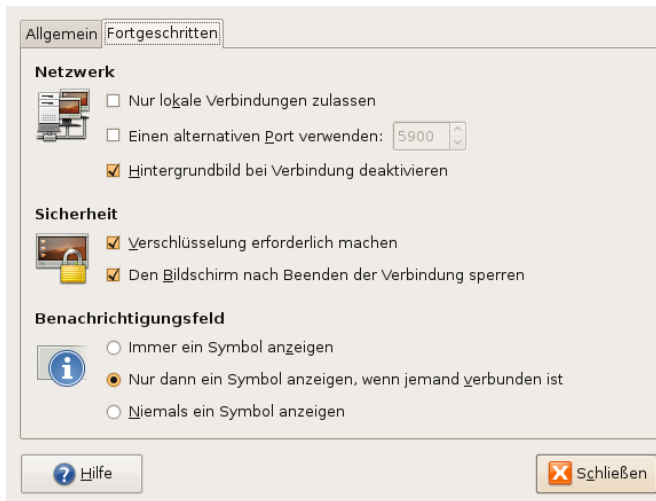 Allgemein Fortgeschritten
Netzwerk
Nur lokale Verbindungen zulassen
Einen alternativen Port verwenden: 5900
Hintergrundbild bei Verbindung deaktivieren
Sicherheit
Verschlüsselung erforderlich machen
Den Bildschirm nach Beenden der Verbindung sperren
Benachrichtigungsfeld
Immer ein Symbol anzeigen
Nur dann ein Symbol anzeigen, wenn jemand verbunden ist
Niemals ein Symbol anzeigen
Hilfe Schließen